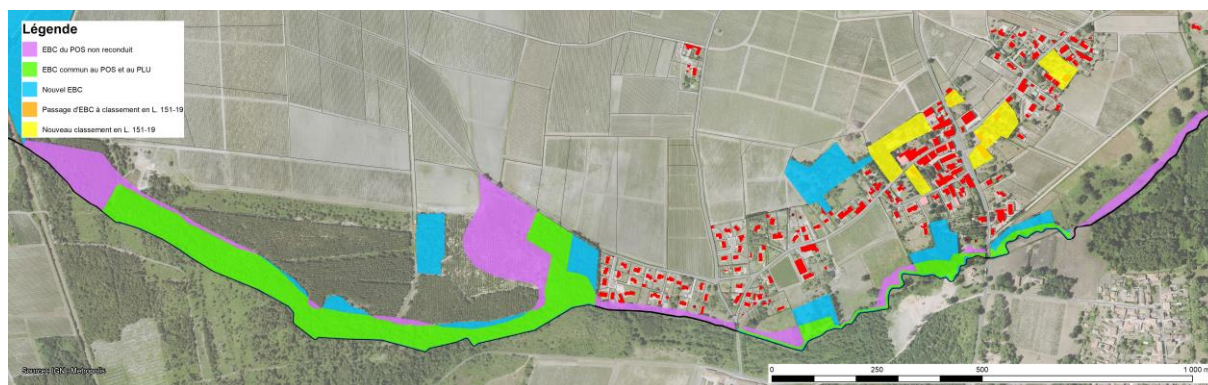 Légende
EBC du POS non reconduit
EBC commun au POS et au PLU
Nouvel EBC
Passage d'EBC à classement en L. 151-19
Nouveau classement en L. 151-19
Sources : IGN - Metropolis
0 250 500 1 000 m